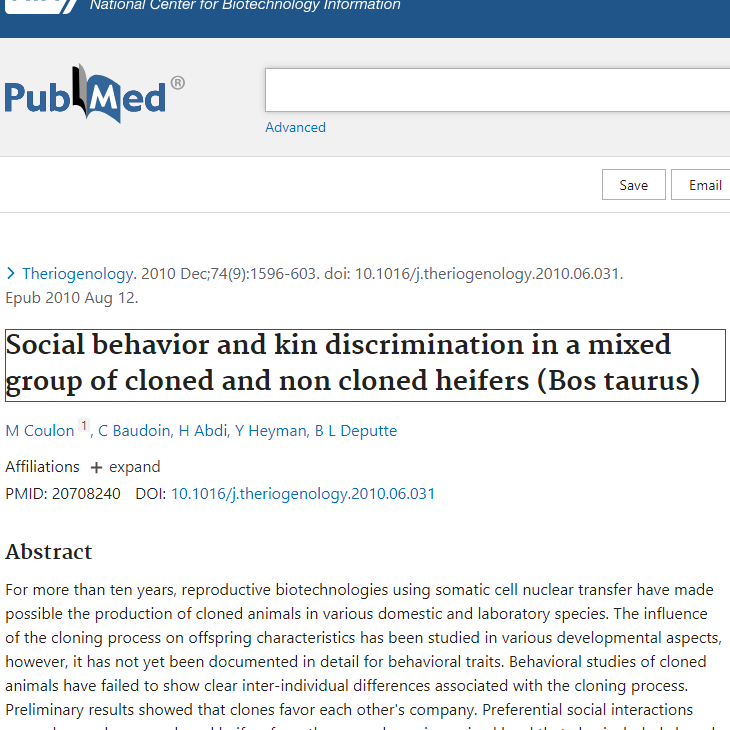 National Center for Biotechnology Information
PubMed®
Advanced
Save Email
Theriogenology. 2010 Dec;74(9):1596-603. doi: 10.1016/j.theriogenology.2010.06.031.
Epub 2010 Aug 12.
Social behavior and kin discrimination in a mixed
group of cloned and non cloned heifers (Bos taurus)
M Coulon 1, C Baudoin, H Abdi, Y Heyman, B L Deputte
Affiliations + expand
PMID: 20708240 DOI: 10.1016/j.theriogenology.2010.06.031
Abstract
For more than ten years, reproductive biotechnologies using somatic cell nuclear transfer have made
possible the production of cloned animals in various domestic and laboratory species. The influence
of the cloning process on offspring characteristics has been studied in various developmental aspects,
however, it has not yet been documented in detail for behavioral traits. Behavioral studies of cloned
animals have failed to show clear inter-individual differences associated with the cloning process.
Preliminary results showed that clones favor each other's company. Preferential social interactions